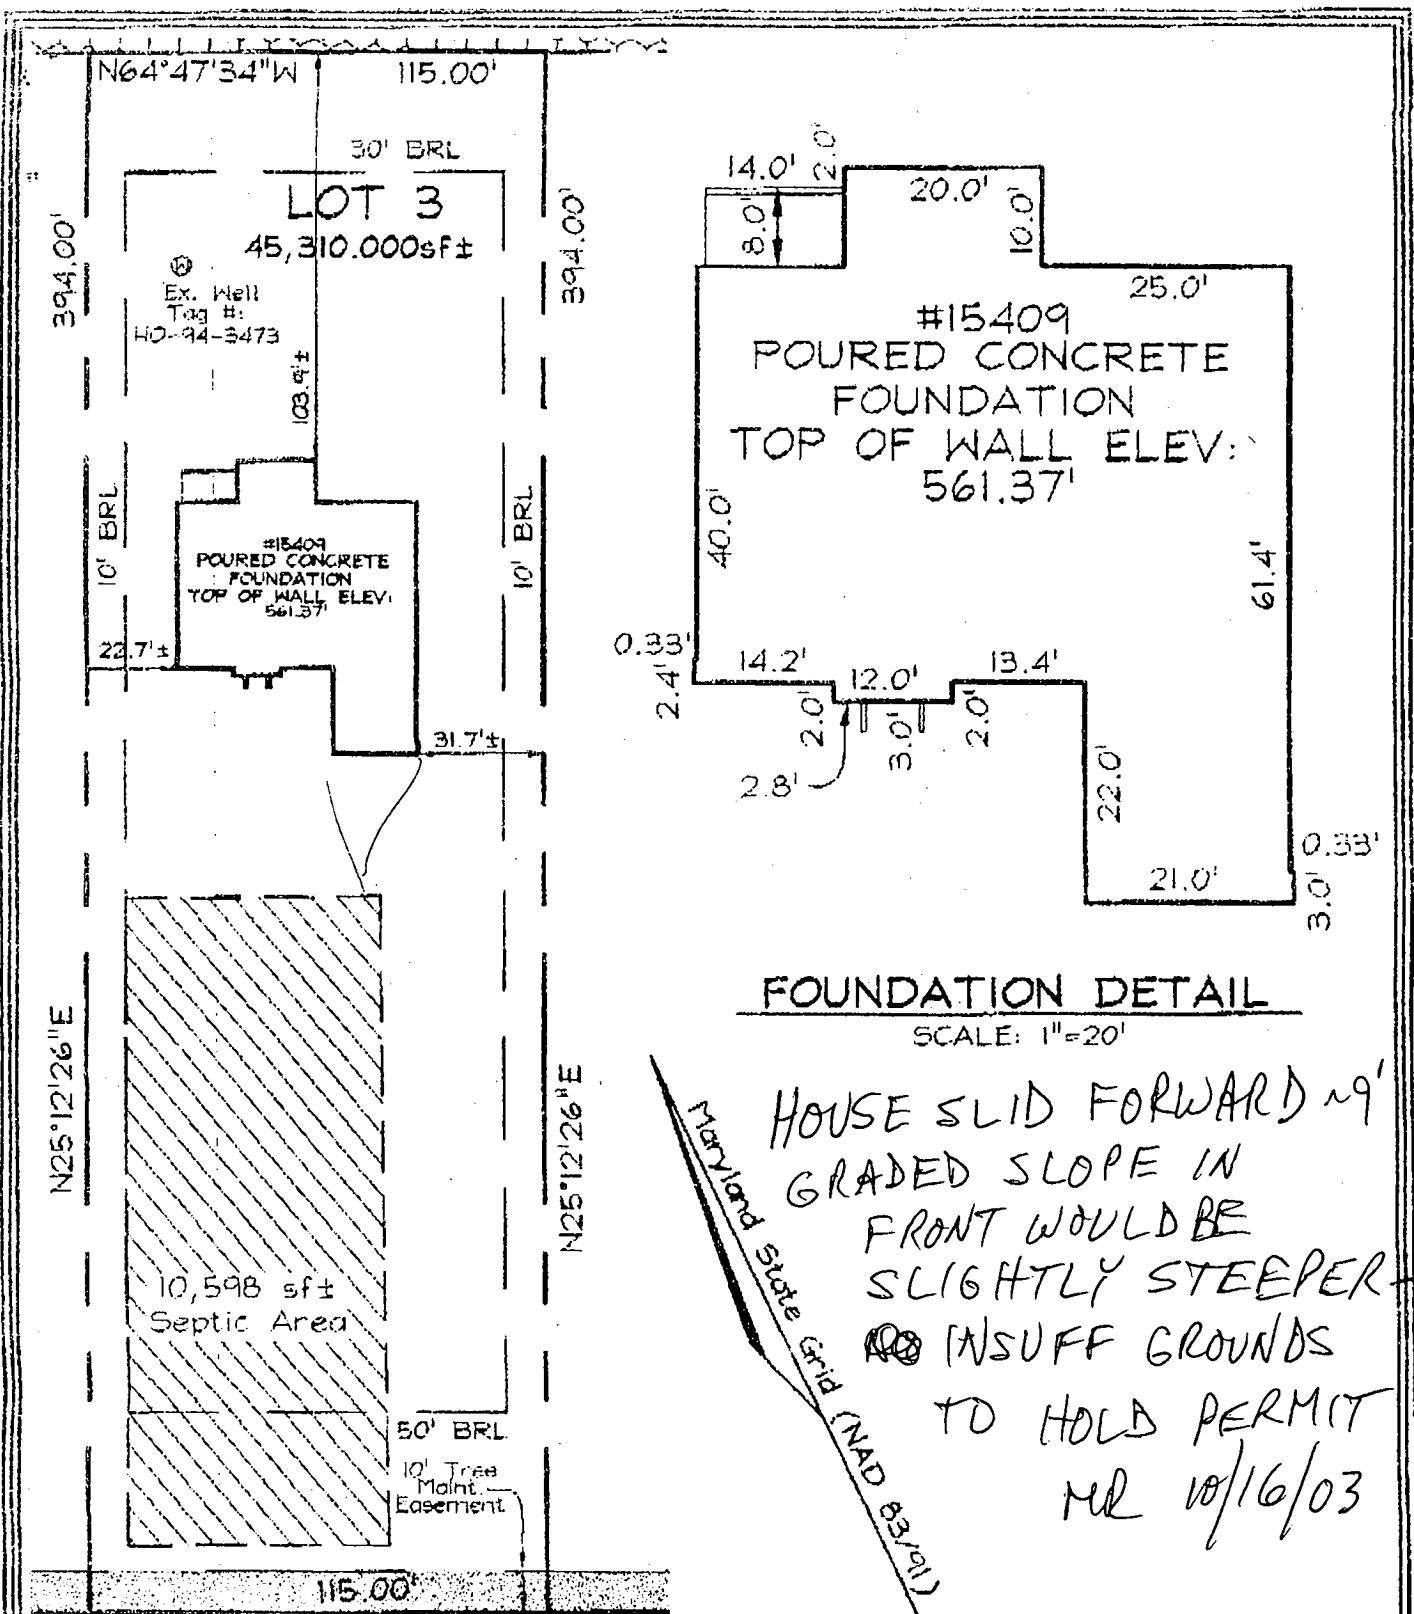 N64°47'34"W 115.00'
30' BRL
LOT 3
45,310.000sf±
394.00'
394.00'
W
Ex. Well
Tag #:
HO-94-3473
103.9'±
10' BRL
10' BRL
#15409
POURED CONCRETE
FOUNDATION
TOP OF WALL ELEV:
561.37'
22.7'±
31.7'±
N25°12'26"E
N25°12'26"E
10,598 sf±
Septic Area
50' BRL
10' Tree
Maint.
Easement
115.00'
14.0'
2.0'
20.0'
8.0'
10.0'
25.0'
#15409
POURED CONCRETE
FOUNDATION
TOP OF WALL ELEV:
561.37'
40.0'
61.4'
0.33'
2.4'
14.2'
12.0'
13.4'
2.0'
3.0'
2.0'
2.8'
22.0'
0.33'
21.0'
3.0'
FOUNDATION DETAIL
SCALE: 1"=20'
Maryland State Grid (NAD 83/91)
HOUSE SLID FORWARD ~9'
GRADED SLOPE IN
FRONT WOULD BE
SLIGHTLY STEEPER-
INSUFF GROUNDS
TO HOLD PERMIT
MR 10/16/03